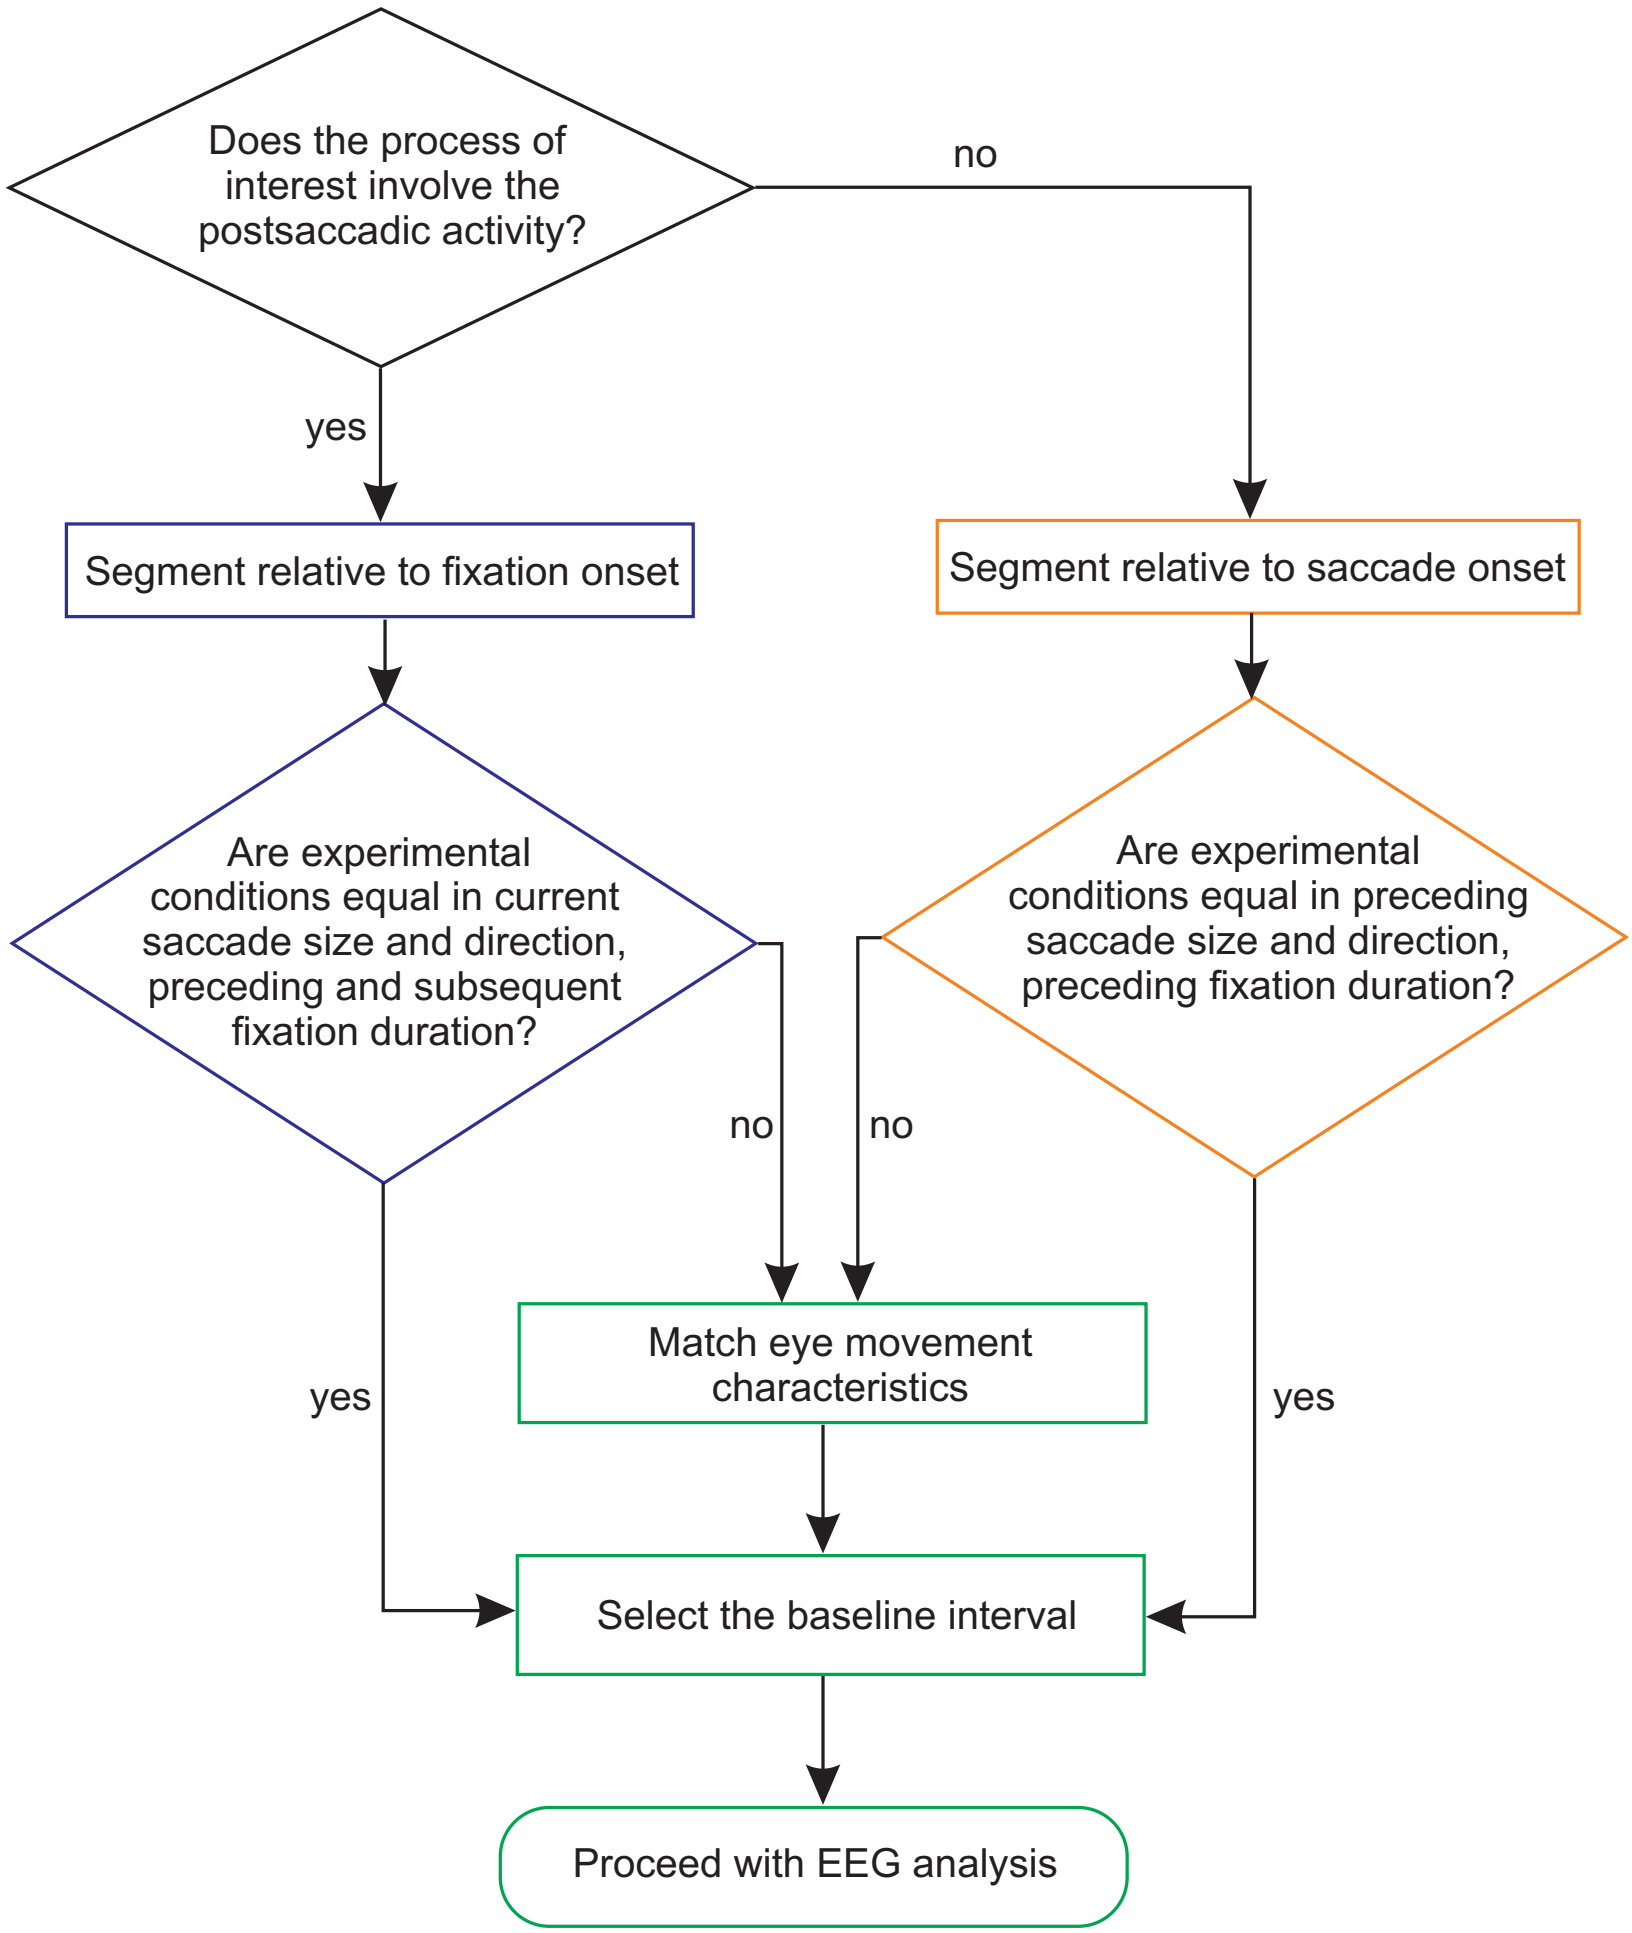 Does the process of
interest involve the
postsaccadic activity?
no
yes
Segment relative to fixation onset
Segment relative to saccade onset
Are experimental
conditions equal in current
saccade size and direction,
preceding and subsequent
fixation duration?
Are experimental
conditions equal in preceding
saccade size and direction,
preceding fixation duration?
no
no
Match eye movement
characteristics
yes
yes
Select the baseline interval
Proceed with EEG analysis